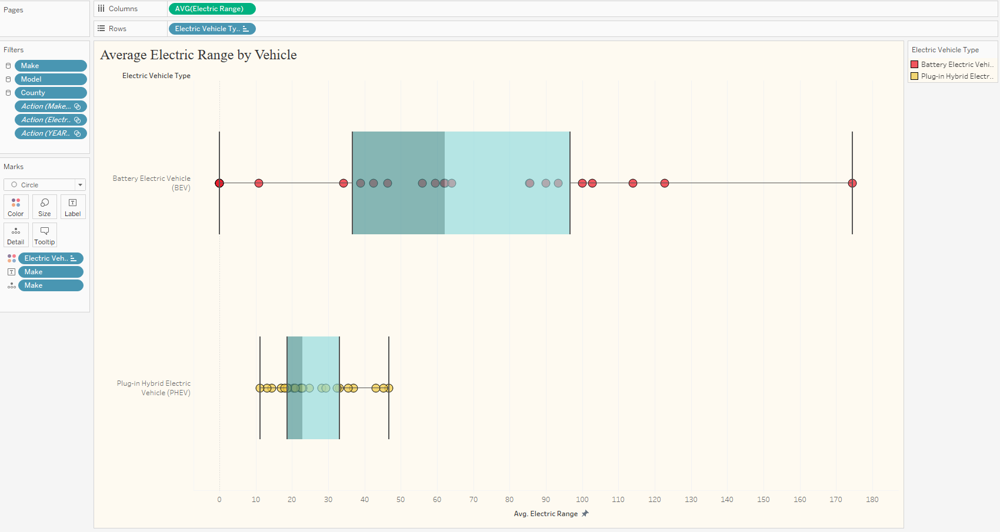 Pages
Columns
AVG(Electric Range)
Rows
Electric Vehicle Ty..
Filters
Make
Model
County
Action (Make,..
Action (Electr..
Action (YEAR..
Marks
Circle
Color
Size
Label
Detail
Tooltip
Electric Veh..
Make
Make
Average Electric Range by Vehicle
Electric Vehicle Type
Battery Electric Vehicle
(BEV)
Plug-in Hybrid Electric
Vehicle (PHEV)
0 10 20 30 40 50 60 70 80 90 100 110 120 130 140 150 160 170 180
Avg. Electric Range
Electric Vehicle Type
Battery Electric Vehi..
Plug-in Hybrid Electr..